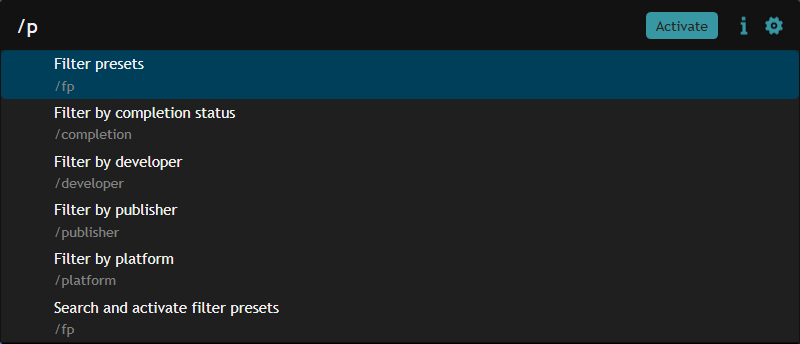 /p
Activate
Filter presets
/fp
Filter by completion status
/completion
Filter by developer
/developer
Filter by publisher
/publisher
Filter by platform
/platform
Search and activate filter presets
/fp